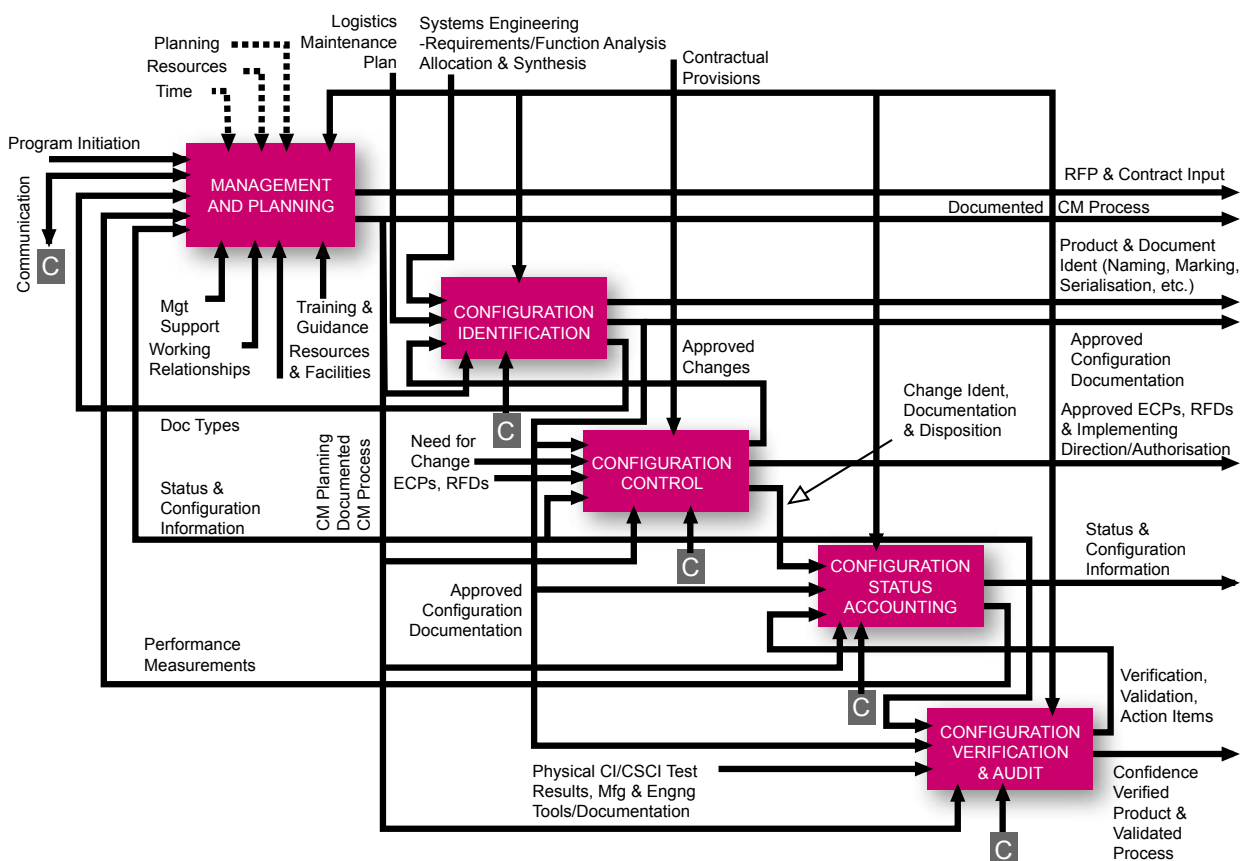 Planning
Resources
Time
Logistics
Maintenance
Plan
Systems Engineering
-Requirements/Function Analysis
Allocation & Synthesis
Contractual
Provisions
Program Initiation
Communication
C
MANAGEMENT
AND PLANNING
RFP & Contract Input
Documented CM Process
Mgt
Support
Working
Relationships
Training &
Guidance
Resources
& Facilities
CONFIGURATION
IDENTIFICATION
Product & Document
Ident (Naming, Marking,
Serialisation, etc.)
Approved
Configuration
Documentation
Approved
Changes
C
Doc Types
Change Ident,
Documentation
& Disposition
Need for
Change
ECPs, RFDs
CONFIGURATION
CONTROL
Approved ECPs, RFDs
& Implementing
Direction/Authorisation
Status &
Configuration
Information
CM Planning
Documented
CM Process
C
CONFIGURATION
STATUS
ACCOUNTING
Status &
Configuration
Information
Approved
Configuration
Documentation
Performance
Measurements
C
Verification,
Validation,
Action Items
CONFIGURATION
VERIFICATION
& AUDIT
Physical CI/CSCI Test
Results, Mfg & Engng
Tools/Documentation
Confidence
Verified
Product &
Validated
Process
C